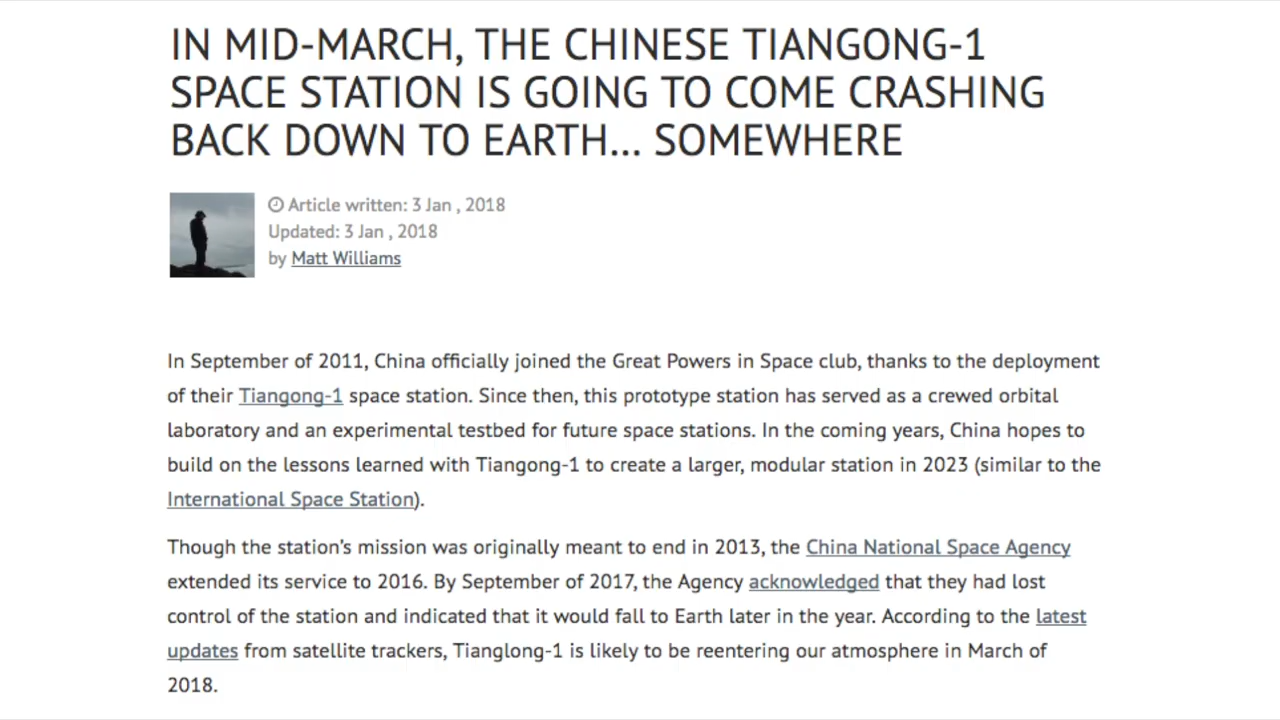 IN MID-MARCH, THE CHINESE TIANGONG-1
SPACE STATION IS GOING TO COME CRASHING
BACK DOWN TO EARTH… SOMEWHERE
Article written: 3 Jan , 2018
Updated: 3 Jan , 2018
by Matt Williams
In September of 2011, China officially joined the Great Powers in Space club, thanks to the deployment
of their Tiangong-1 space station. Since then, this prototype station has served as a crewed orbital
laboratory and an experimental testbed for future space stations. In the coming years, China hopes to
build on the lessons learned with Tiangong-1 to create a larger, modular station in 2023 (similar to the
International Space Station).
Though the station's mission was originally meant to end in 2013, the China National Space Agency
extended its service to 2016. By September of 2017, the Agency acknowledged that they had lost
control of the station and indicated that it would fall to Earth later in the year. According to the latest
updates from satellite trackers, Tianglong-1 is likely to be reentering our atmosphere in March of
2018.